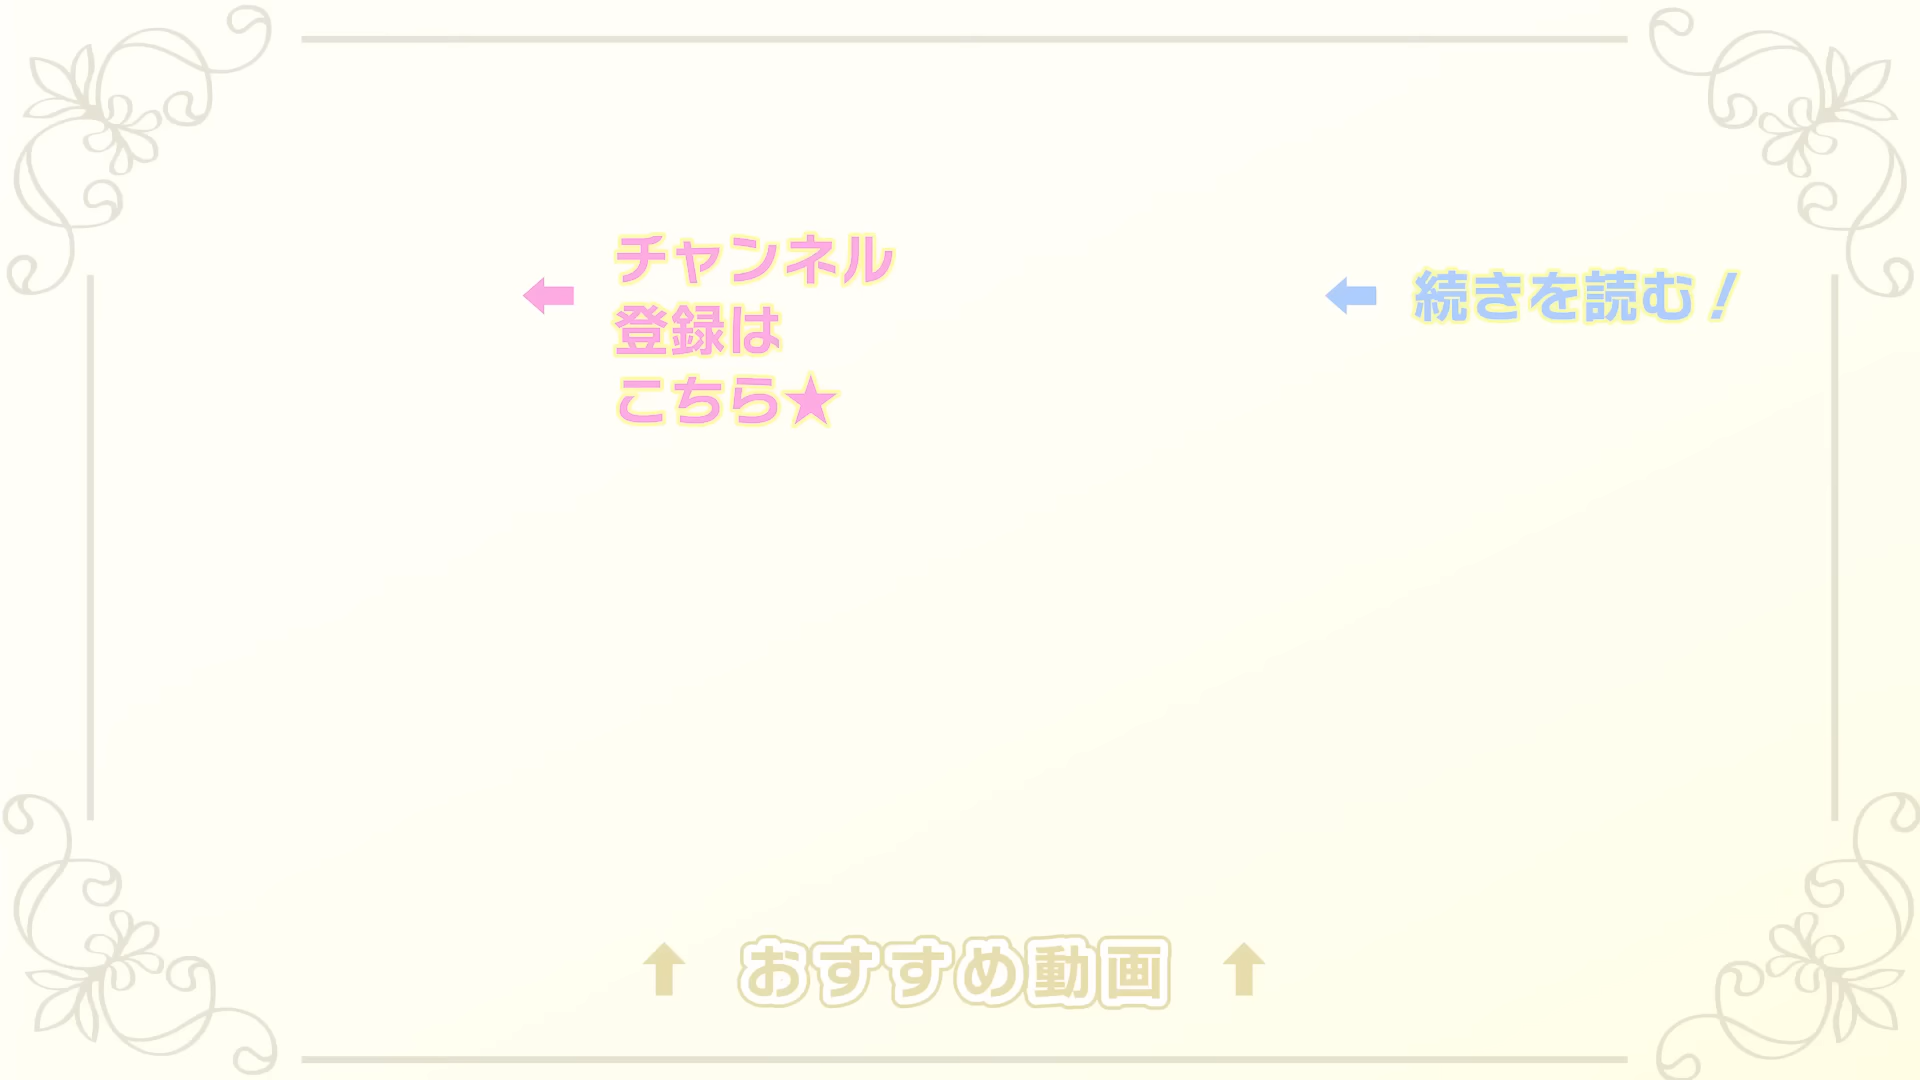 チャンネル
登録は
こちら★
続きを読む！
おすすめ動画